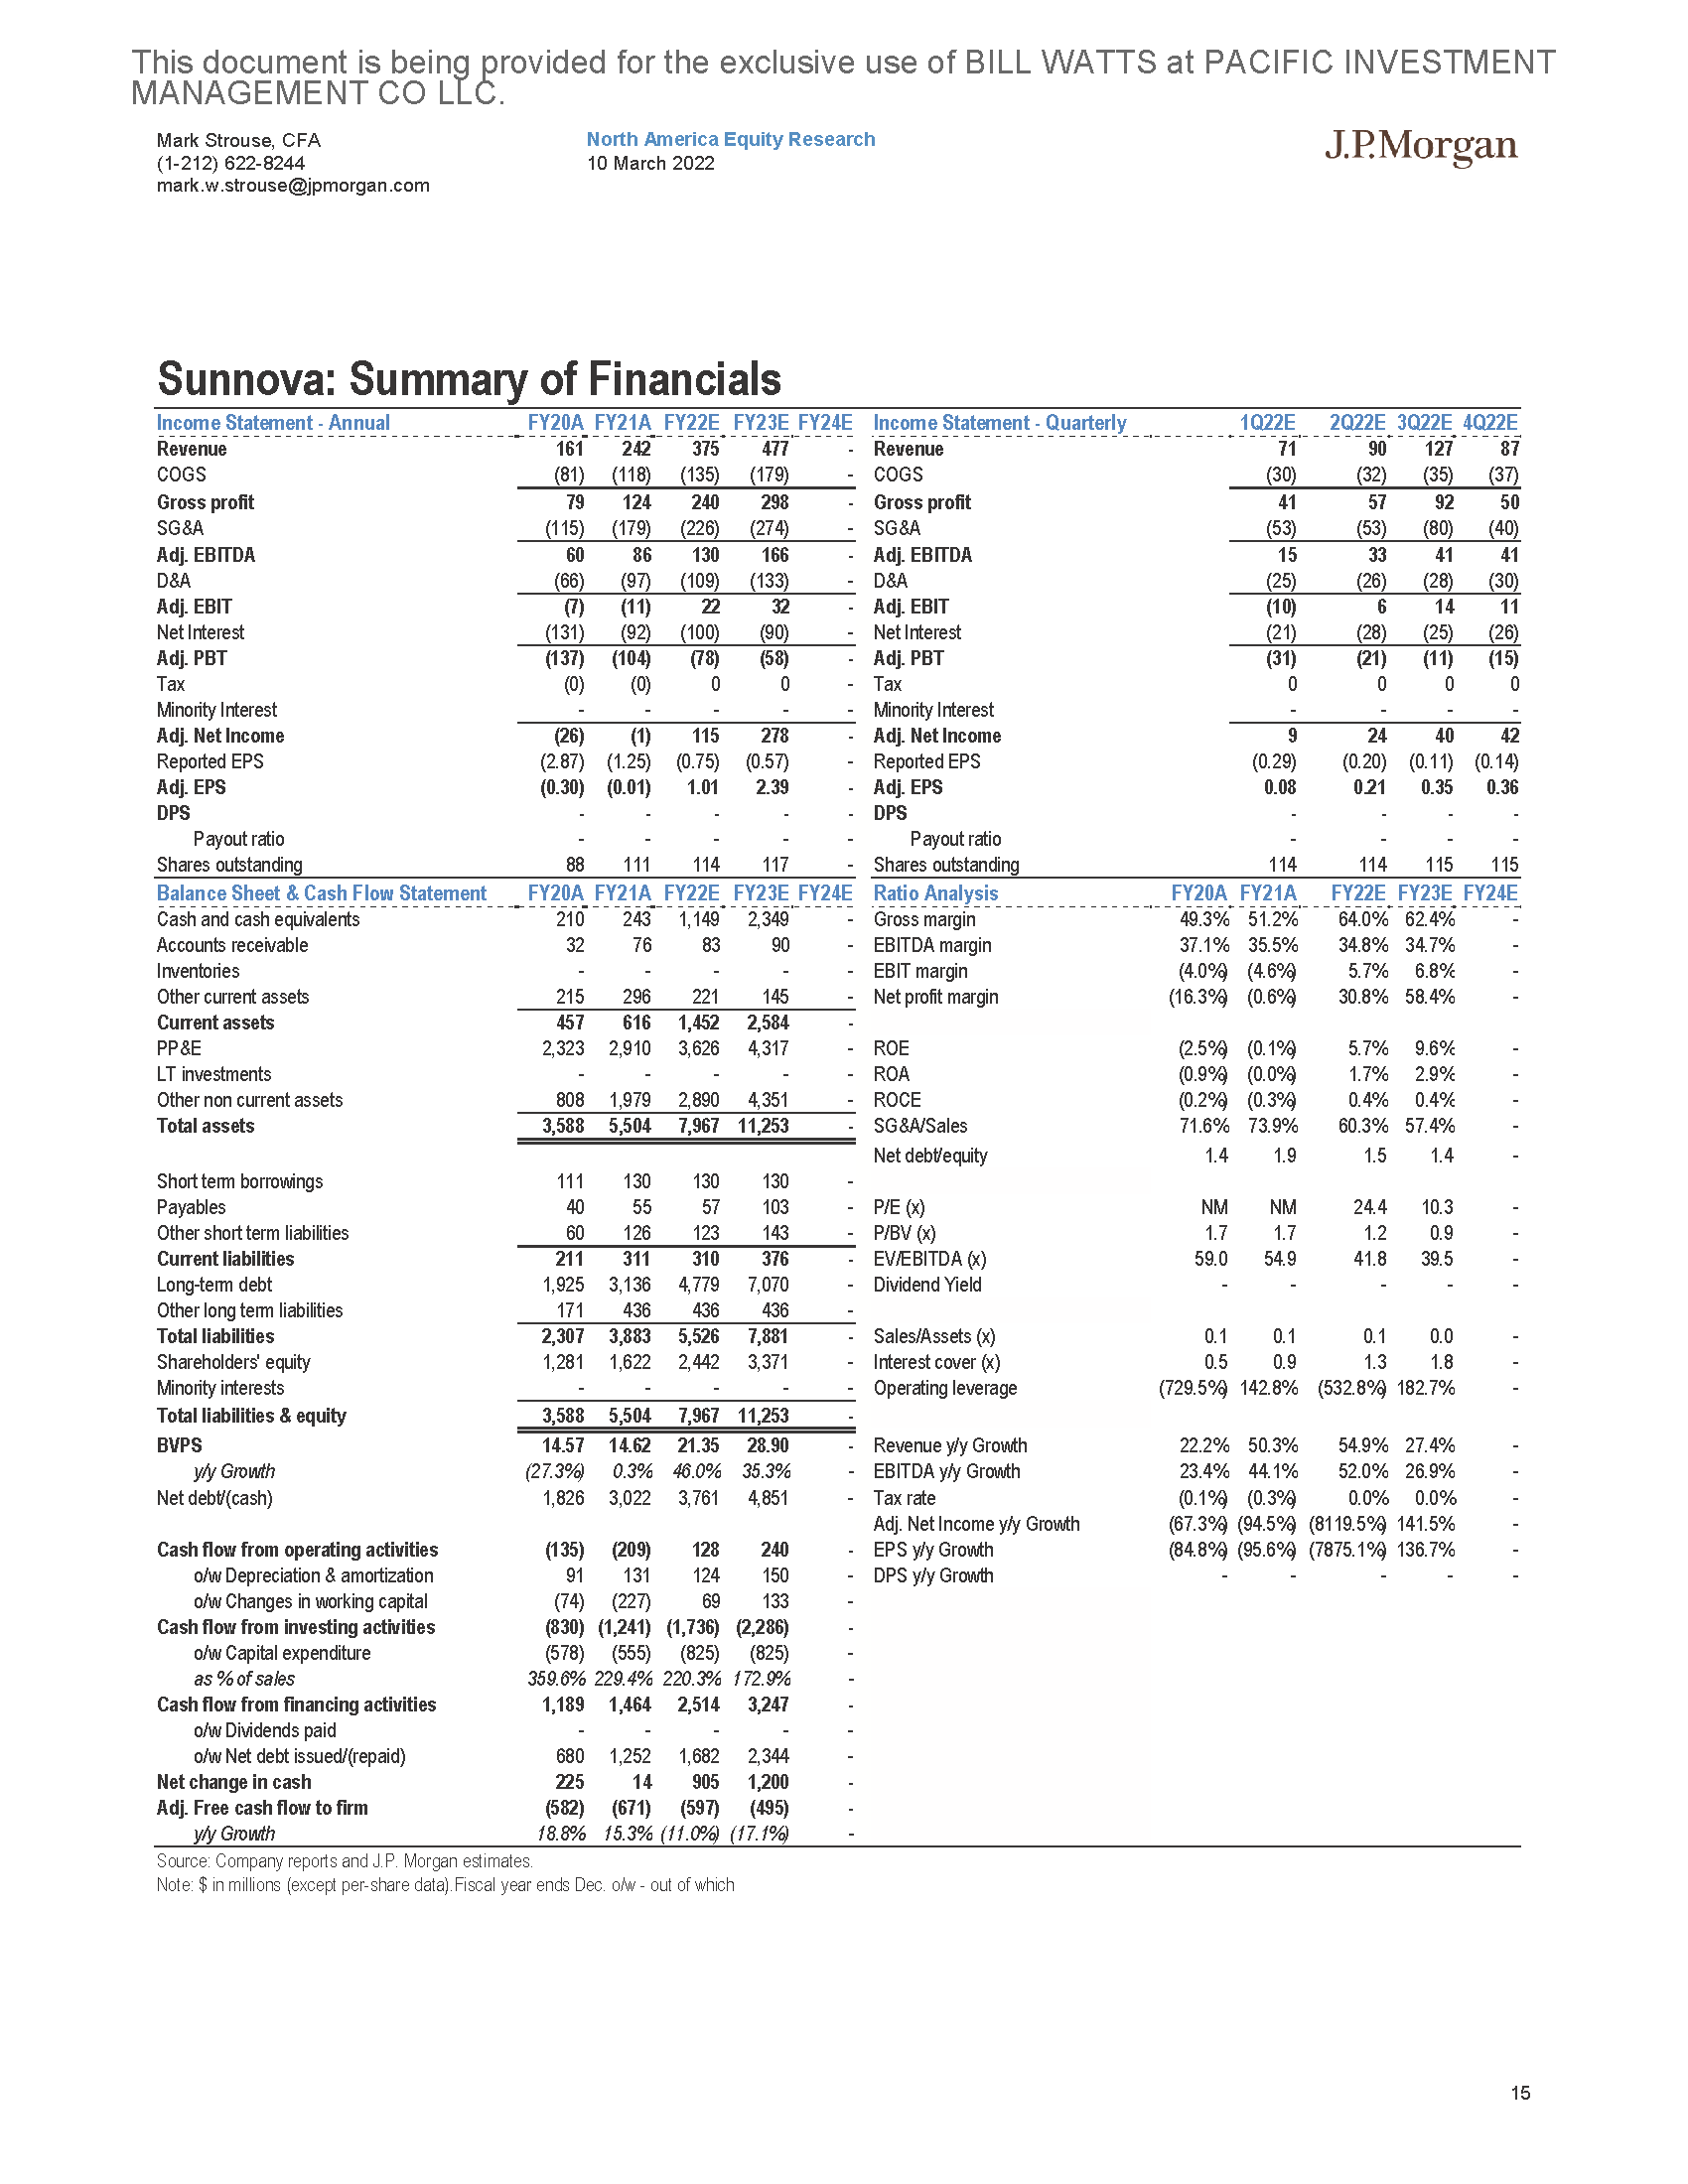 This document is being provided for the exclusive use of BILL WATTS at PACIFIC INVESTMENT
MANAGEMENT CO LLC.
Mark Strouse, CFA
(1-212) 622-8244
mark.w.strouse@jpmorgan.com
North America Equity Research
10 March 2022
J.P.Morgan
Sunnova: Summary of Financials
Income Statement - Annual FY20A FY21A FY22E FY23E FY24E
Revenue 161 242 375 477 -
COGS (81) (118) (135) (179) -
Gross profit 79 124 240 298 -
SG&A (115) (179) (226) (274) -
Adj. EBITDA 60 86 130 166 -
D&A (66) (97) (109) (133) -
Adj. EBIT (7) (11) 22 32 -
Net Interest (131) (92) (100) (90) -
Adj. PBT (137) (104) (78) (58) -
Tax (0) (0) 0 0 -
Minority Interest - - - - -
Adj. Net Income (26) (1) 115 278 -
Reported EPS (2.87) (1.25) (0.75) (0.57) -
Adj. EPS (0.30) (0.01) 1.01 2.39 -
DPS - - - - -
Payout ratio - - - - -
Shares outstanding 88 111 114 117 -
Income Statement - Quarterly 1Q22E 2Q22E 3Q22E 4Q22E
Revenue 71 90 127 87
COGS (30) (32) (35) (37)
Gross profit 41 57 92 50
SG&A (53) (53) (80) (40)
Adj. EBITDA 15 33 41 41
D&A (25) (26) (28) (30)
Adj. EBIT (10) 6 14 11
Net Interest (21) (28) (25) (26)
Adj. PBT (31) (21) (11) (15)
Tax 0 0 0 0
Minority Interest - - - -
Adj. Net Income 9 24 40 42
Reported EPS (0.29) (0.20) (0.11) (0.14)
Adj. EPS 0.08 0.21 0.35 0.36
DPS - - - -
Payout ratio - - - -
Shares outstanding 114 114 115 115
Balance Sheet & Cash Flow Statement FY20A FY21A FY22E FY23E FY24E
Cash and cash equivalents 210 243 1,149 2,349 -
Accounts receivable 32 76 83 90 -
Inventories - - - - -
Other current assets 215 296 221 145 -
Current assets 457 616 1,452 2,584 -
PP&E 2,323 2,910 3,626 4,317 -
LT investments - - - - -
Other non current assets 808 1,979 2,890 4,351 -
Total assets 3,588 5,504 7,967 11,253 -
Short term borrowings 111 130 130 130 -
Payables 40 55 57 103 -
Other short term liabilities 60 126 123 143 -
Current liabilities 211 311 310 376 -
Long-term debt 1,925 3,136 4,779 7,070 -
Other long term liabilities 171 436 436 436 -
Total liabilities 2,307 3,883 5,526 7,881 -
Shareholders' equity 1,281 1,622 2,442 3,371 -
Minority interests - - - - -
Total liabilities & equity 3,588 5,504 7,967 11,253 -
BVPS 14.57 14.62 21.35 28.90 -
y/y Growth (27.3%) 0.3% 46.0% 35.3% -
Net debt/(cash) 1,826 3,022 3,761 4,851 -
Cash flow from operating activities (135) (209) 128 240 -
o/w Depreciation & amortization 91 131 124 150 -
o/w Changes in working capital (74) (227) 69 133 -
Cash flow from investing activities (830) (1,241) (1,736) (2,286) -
o/w Capital expenditure (578) (555) (825) (825) -
as % of sales 359.6% 229.4% 220.3% 172.9% -
Cash flow from financing activities 1,189 1,464 2,514 3,247 -
o/w Dividends paid - - - - -
o/w Net debt issued/(repaid) 680 1,252 1,682 2,344 -
Net change in cash 225 14 905 1,200 -
Adj. Free cash flow to firm (582) (671) (597) (495) -
y/y Growth 18.8% 15.3% (11.0%) (17.1%) -
Ratio Analysis FY20A FY21A FY22E FY23E FY24E
Gross margin 49.3% 51.2% 64.0% 62.4% -
EBITDA margin 37.1% 35.5% 34.8% 34.7% -
EBIT margin (4.0%) (4.6%) 5.7% 6.8% -
Net profit margin (16.3%) (0.6%) 30.8% 58.4% -
ROE (2.5%) (0.1%) 5.7% 9.6% -
ROA (0.9%) (0.0%) 1.7% 2.9% -
ROCE (0.2%) (0.3%) 0.4% 0.4% -
SG&A/Sales 71.6% 73.9% 60.3% 57.4% -
Net debt/equity 1.4 1.9 1.5 1.4 -
P/E (x) NM NM 24.4 10.3 -
P/BV (x) 1.7 1.7 1.2 0.9 -
EV/EBITDA (x) 59.0 54.9 41.8 39.5 -
Dividend Yield - - - - -
Sales/Assets (x) 0.1 0.1 0.1 0.0 -
Interest cover (x) 0.5 0.9 1.3 1.8 -
Operating leverage (729.5%) 142.8% (532.8%) 182.7% -
Revenue y/y Growth 22.2% 50.3% 54.9% 27.4% -
EBITDA y/y Growth 23.4% 44.1% 52.0% 26.9% -
Tax rate (0.1%) (0.3%) 0.0% 0.0% -
Adj. Net Income y/y Growth (67.3%) (94.5%) (8119.5%) 141.5% -
EPS y/y Growth (84.8%) (95.6%) (7875.1%) 136.7% -
DPS y/y Growth - - - - -
Source: Company reports and J.P. Morgan estimates.
Note: $ in millions (except per-share data).Fiscal year ends Dec. o/w - out of which
15